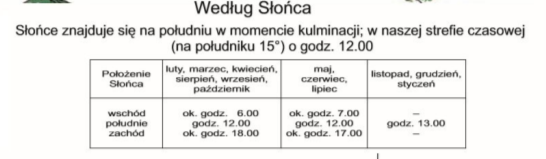 Według Słońca
Słońce znajduje się na południu w momencie kulminacji; w naszej strefie czasowej
(na południku 15°) o godz. 12.00
Położenie Słońca | luty, marzec, kwiecień, sierpień, wrzesień, październik | maj, czerwiec, lipiec | listopad, grudzień, styczeń
wschód | ok. godz. 6.00 | ok. godz. 7.00 | –
południe | godz. 12.00 | godz. 12.00 | godz. 13.00
zachód | ok. godz. 18.00 | ok. godz. 17.00 | –